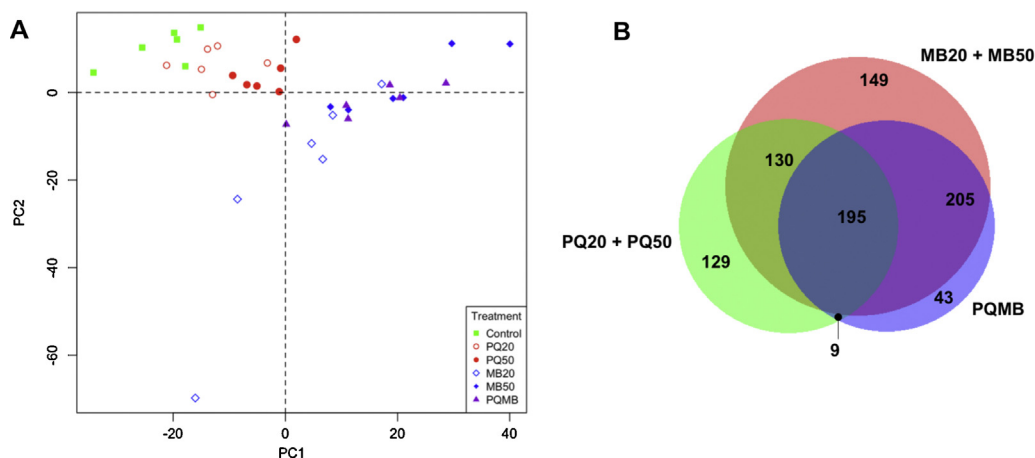 A
PC2
0
-20
-40
-60
-20
0
20
40
PC1
Treatment
Control
PQ20
PQ50
MB20
MB50
PQMB
B
MB20 + MB50
149
130
195
205
PQ20 + PQ50
129
43
PQMB
9